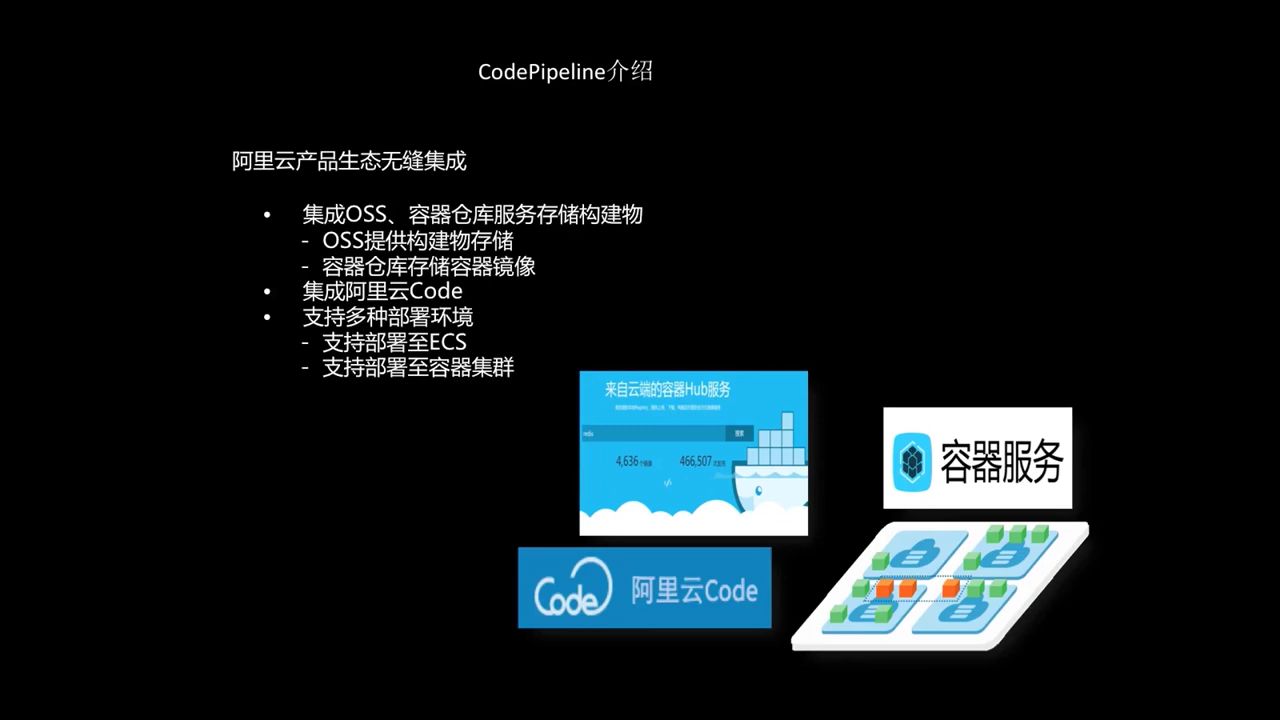 CodePipeline介绍
阿里云产品生态无缝集成
• 集成OSS、容器仓库服务存储构建物
- OSS提供构建物存储
- 容器仓库存储容器镜像
• 集成阿里云Code
• 支持多种部署环境
- 支持部署至ECS
- 支持部署至容器集群
来自云端的容器Hub服务
redis 搜索
4,636 466,507
容器服务
Code 阿里云Code